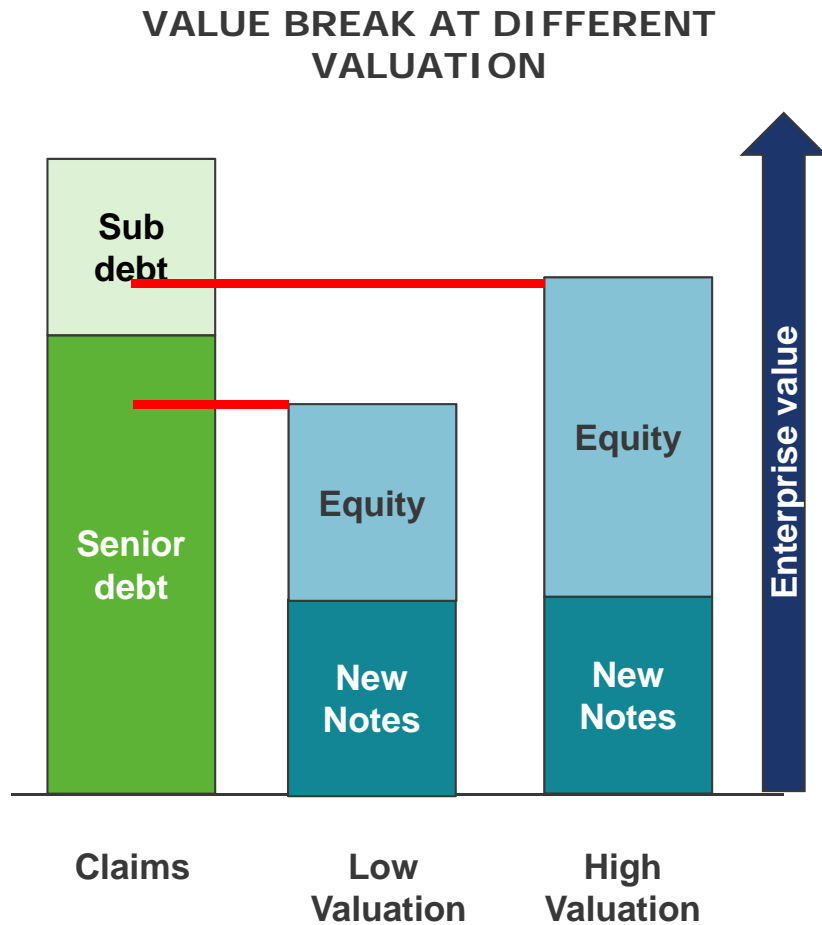 VALUE BREAK AT DIFFERENT
VALUATION
Sub
debt
Senior
debt
Equity
New
Notes
Equity
New
Notes
Enterprise value
Claims
Low
Valuation
High
Valuation